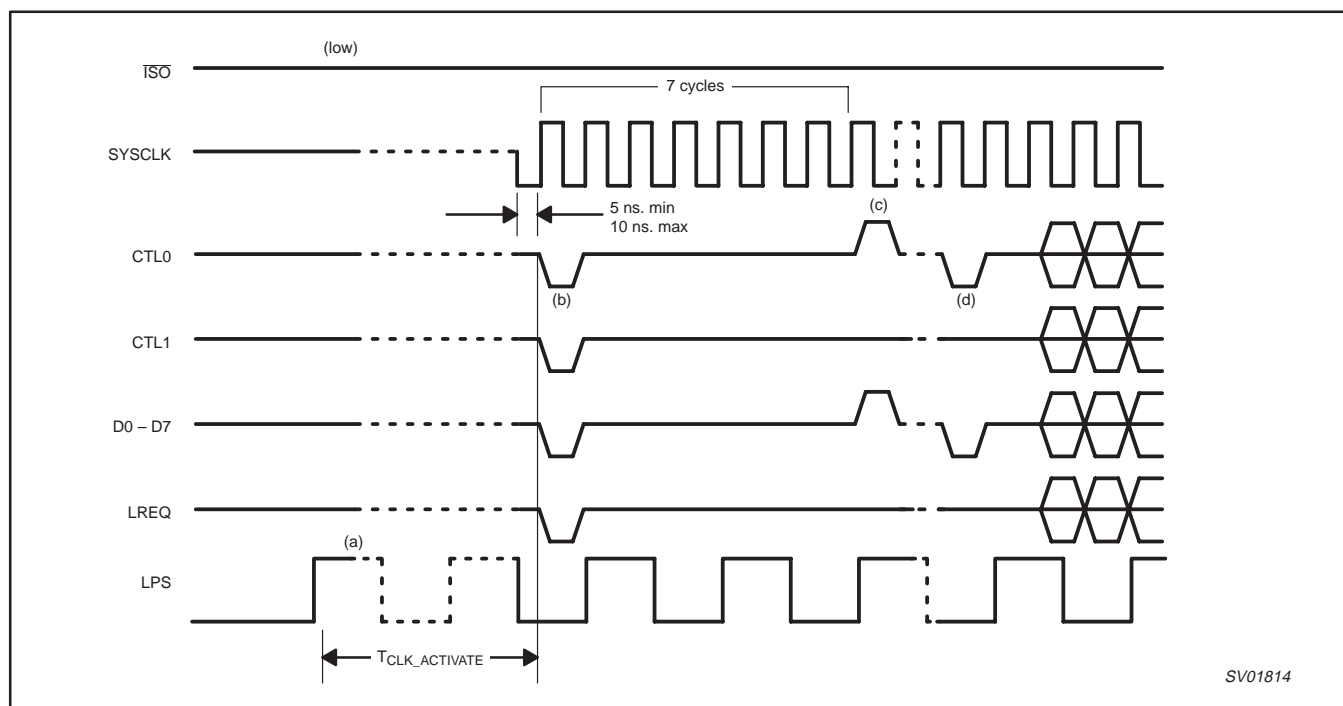 (low)
ISO
7 cycles
SYSCLK
5 ns. min
10 ns. max
(c)
CTL0
(b)
(d)
CTL1
D0 – D7
LREQ
(a)
LPS
TCLK_ACTIVATE
SV01814